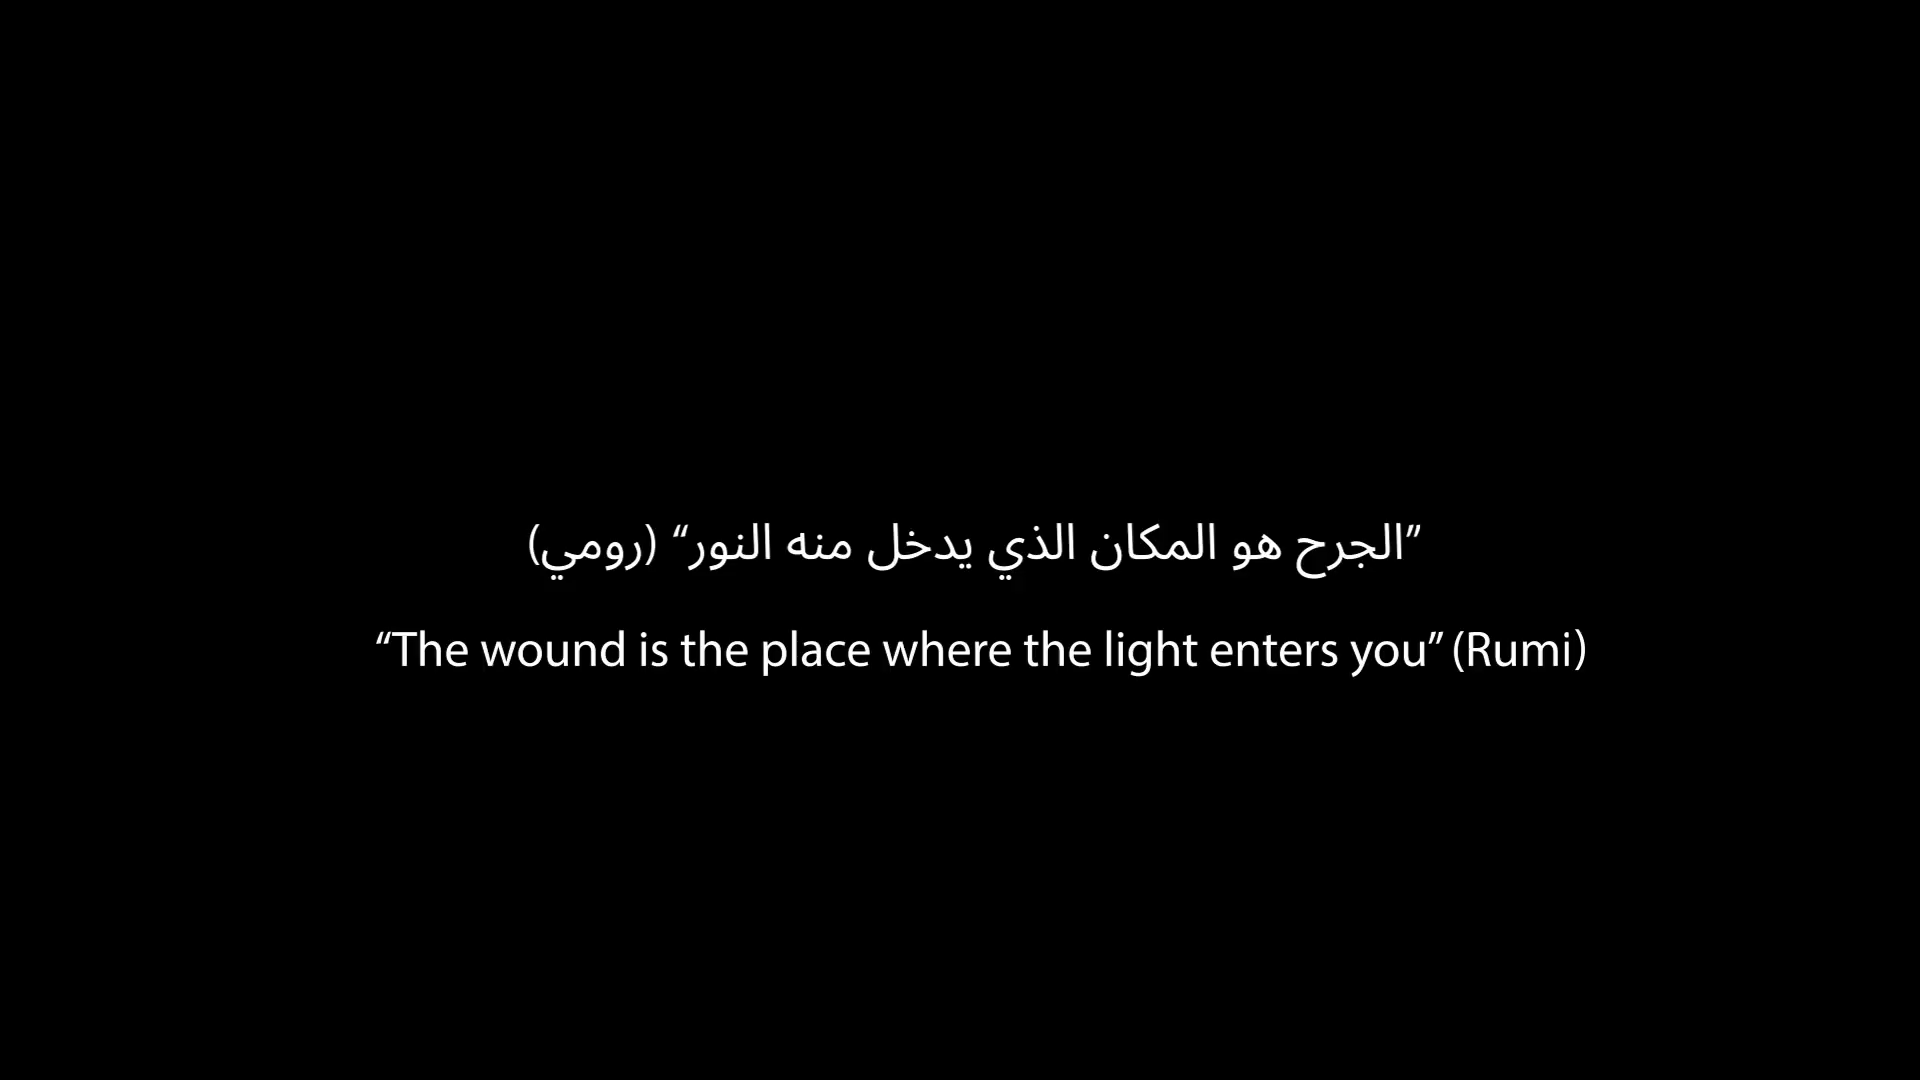 ”الجرح هو المكان الذي يدخل منه النور“ (رومي)
“The wound is the place where the light enters you” (Rumi)